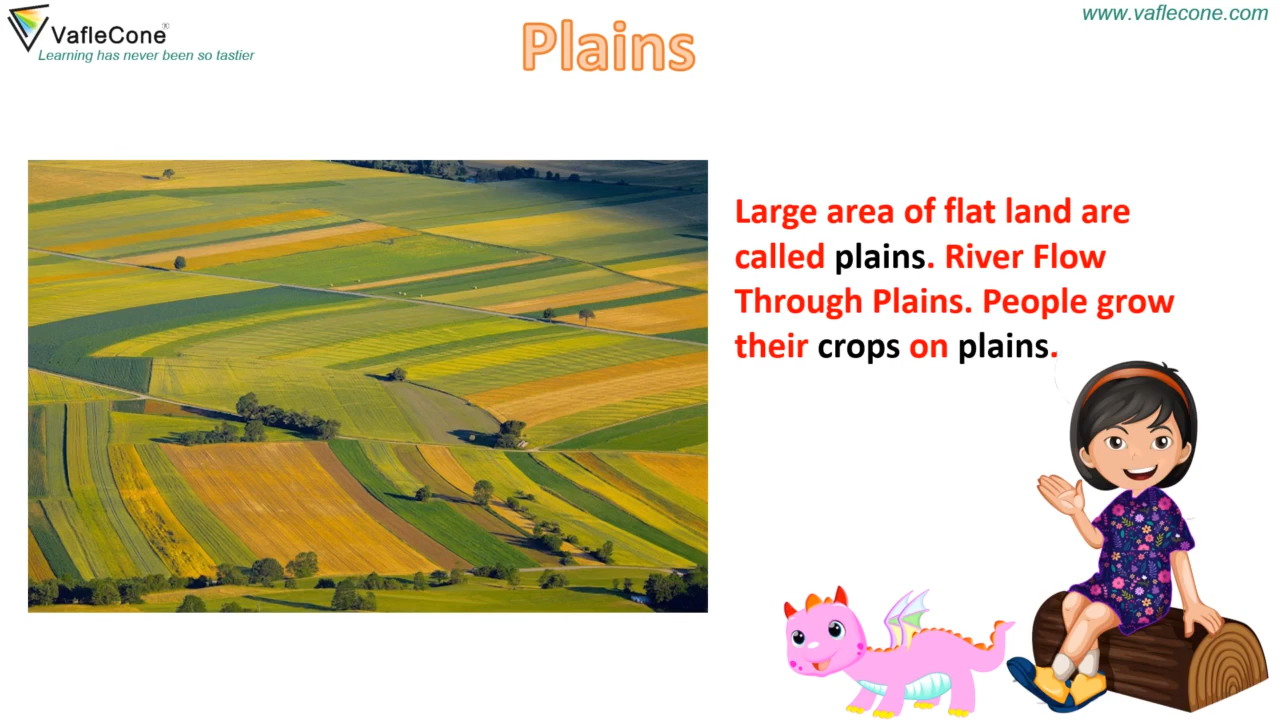 VafleCone®
Learning has never been so tastier
Plains
www.vaflecone.com
Large area of flat land are
called plains. River Flow
Through Plains. People grow
their crops on plains.